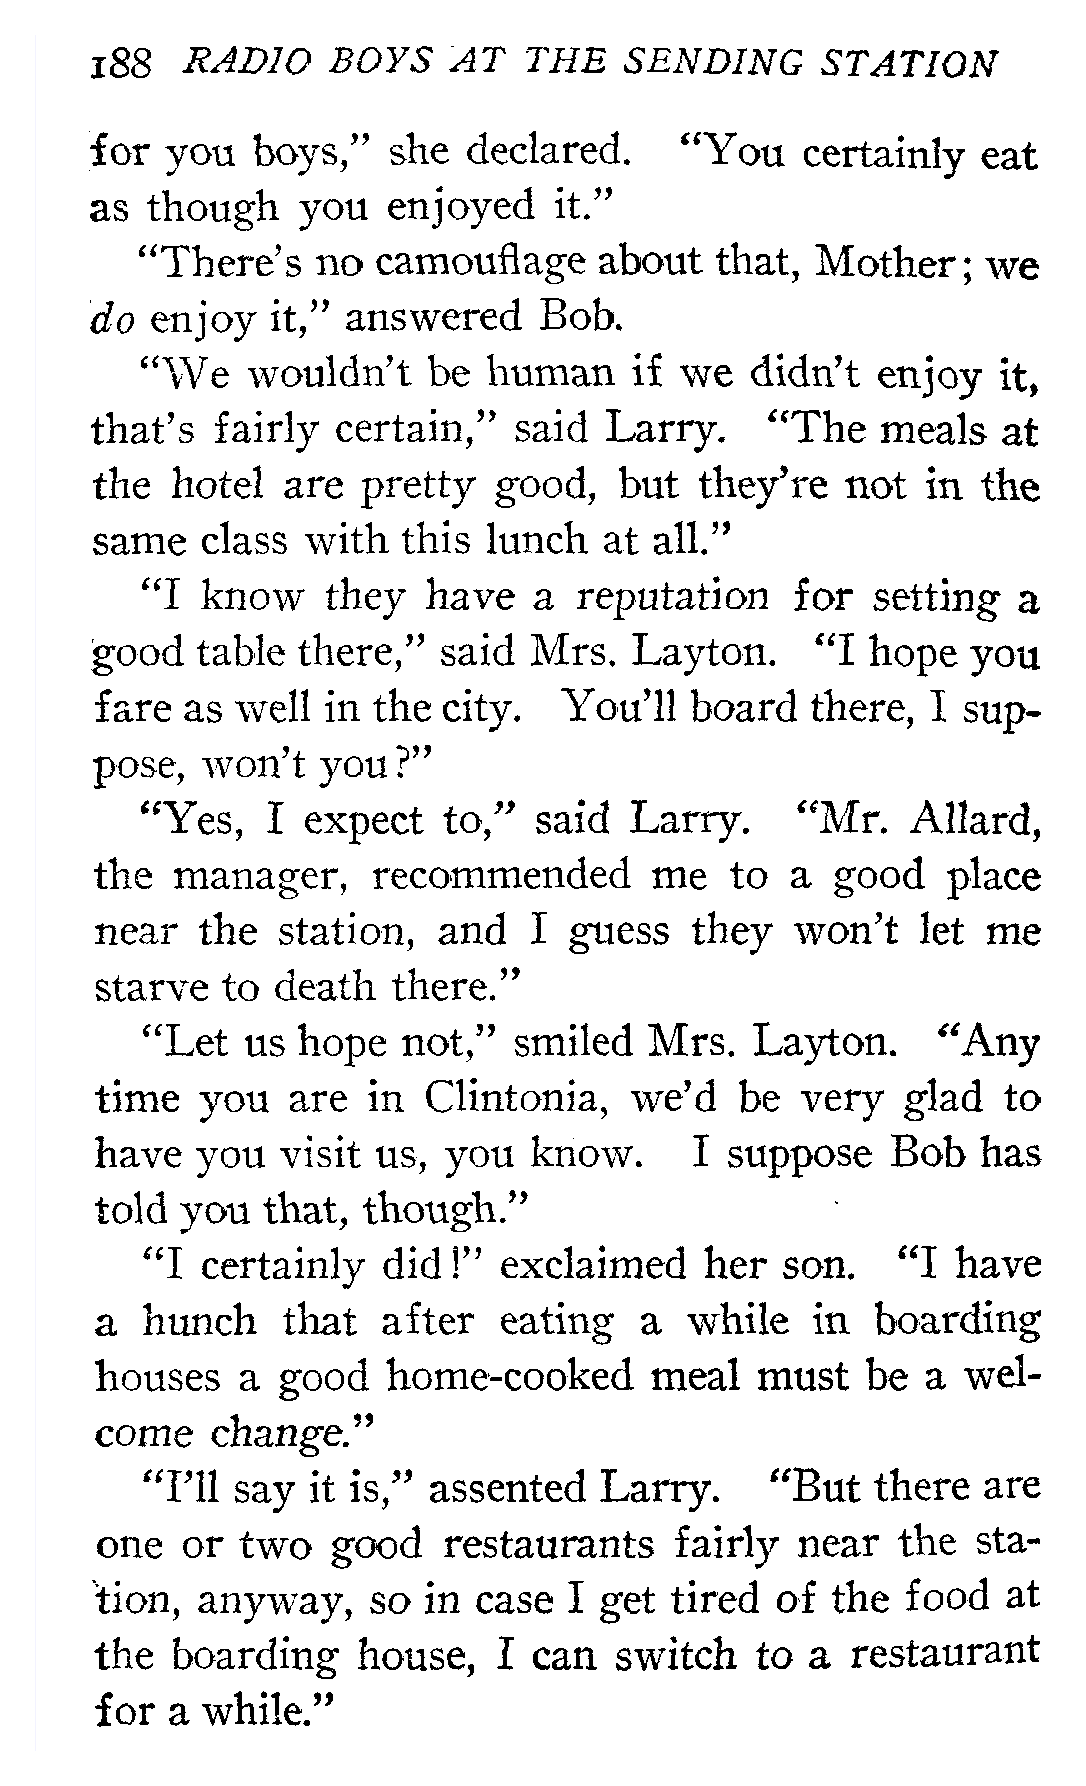 188 RADIO BOYS AT THE SENDING STATION
for you boys,” she declared. “You certainly eat
as though you enjoyed it.”
“There’s no camouflage about that, Mother; we
do enjoy it,” answered Bob.
“We wouldn’t be human if we didn’t enjoy it,
that’s fairly certain,” said Larry. “The meals at
the hotel are pretty good, but they’re not in the
same class with this lunch at all.”
“I know they have a reputation for setting a
good table there,” said Mrs. Layton. “I hope you
fare as well in the city. You’ll board there, I sup-
pose, won’t you?”
“Yes, I expect to,” said Larry. “Mr. Allard,
the manager, recommended me to a good place
near the station, and I guess they won’t let me
starve to death there.”
“Let us hope not,” smiled Mrs. Layton. “Any
time you are in Clintonia, we’d be very glad to
have you visit us, you know. I suppose Bob has
told you that, though.”
“I certainly did!” exclaimed her son. “I have
a hunch that after eating a while in boarding
houses a good home-cooked meal must be a wel-
come change.”
“I’ll say it is,” assented Larry. “But there are
one or two good restaurants fairly near the sta-
tion, anyway, so in case I get tired of the food at
the boarding house, I can switch to a restaurant
for a while.”